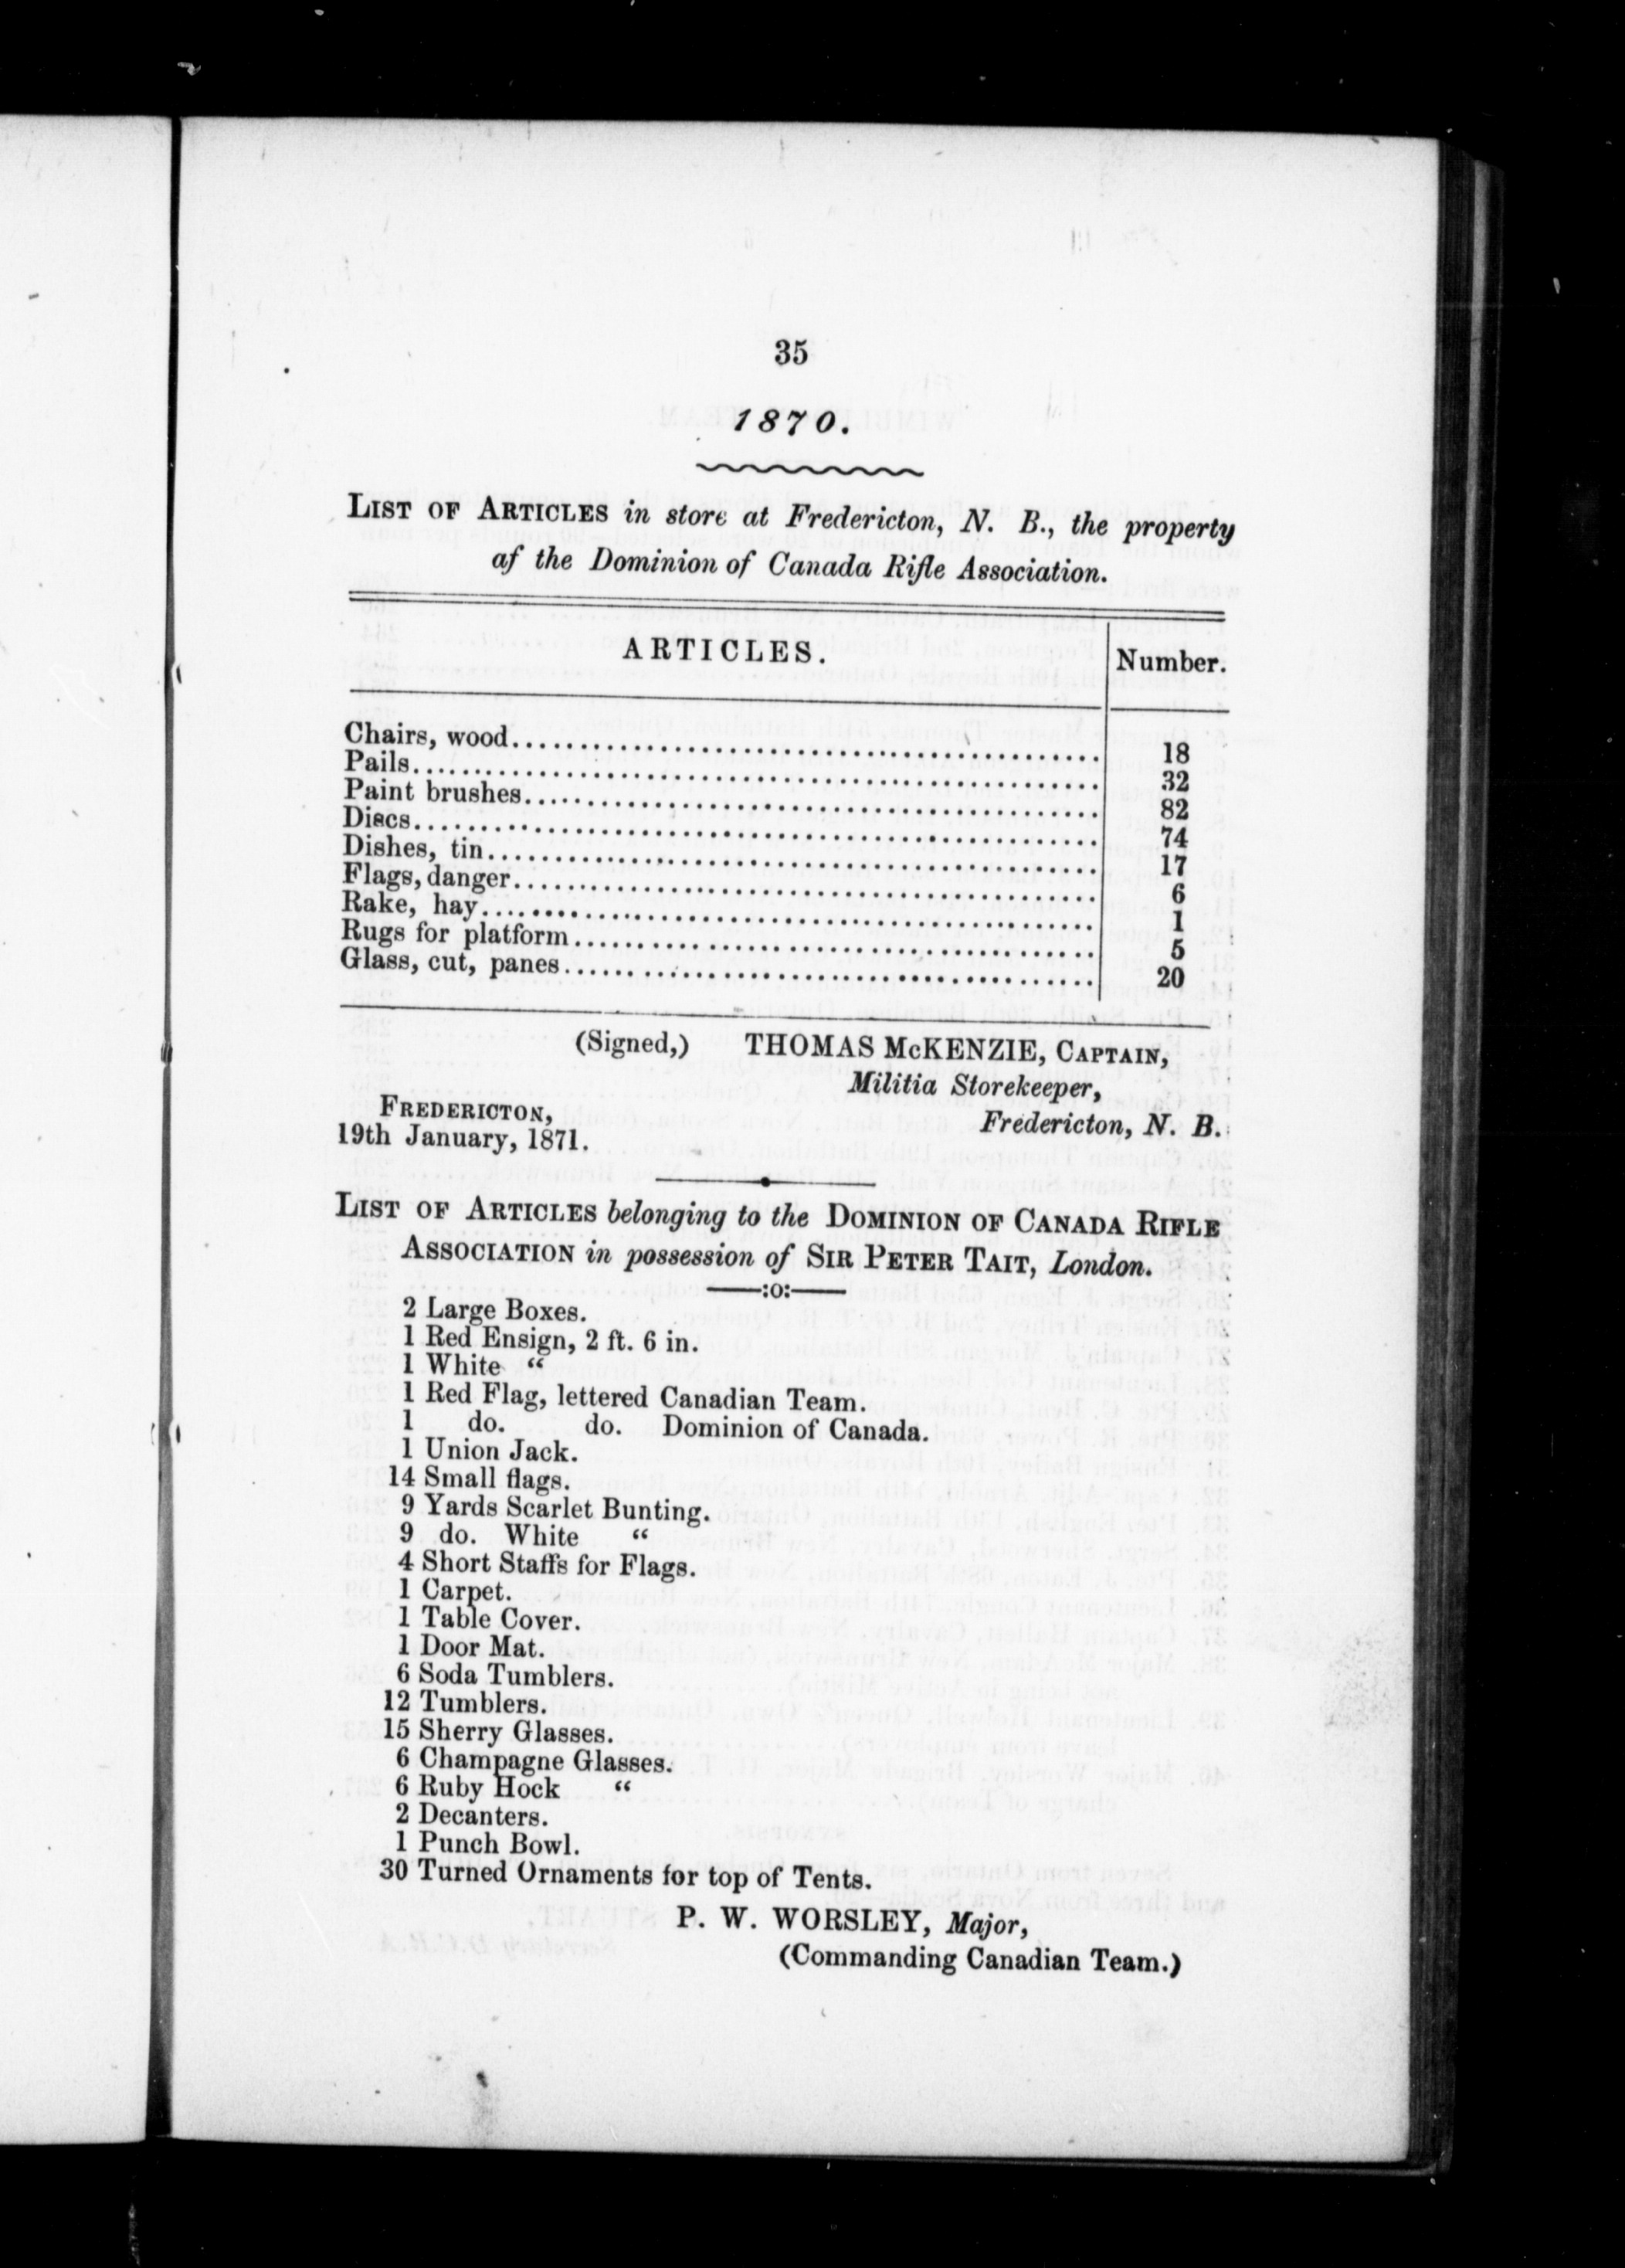 35
1870.
LIST OF ARTICLES in store at Fredericton, N. B., the property
af the Dominion of Canada Rifle Association.
ARTICLES. Number.
Chairs, wood........ 18
Pails........ 32
Paint brushes........ 82
Discs........ 74
Dishes, tin........ 17
Flags, danger........ 6
Rake, hay........ 1
Rugs for platform........ 5
Glass, cut, panes........ 20
(Signed,) THOMAS McKENZIE, CAPTAIN,
Militia Storekeeper,
Fredericton, N. B.
FREDERICTON,
19th January, 1871.
LIST OF ARTICLES belonging to the DOMINION OF CANADA RIFLE
ASSOCIATION in possession of SIR PETER TAIT, London.
——:o:——
2 Large Boxes.
1 Red Ensign, 2 ft. 6 in.
1 White “
1 Red Flag, lettered Canadian Team.
1 do. do. Dominion of Canada.
1 Union Jack.
14 Small flags.
9 Yards Scarlet Bunting.
9 do. White “
4 Short Staffs for Flags.
1 Carpet.
1 Table Cover.
1 Door Mat.
6 Soda Tumblers.
12 Tumblers.
15 Sherry Glasses.
6 Champagne Glasses.
6 Ruby Hock “
2 Decanters.
1 Punch Bowl.
30 Turned Ornaments for top of Tents.
P. W. WORSLEY, Major,
(Commanding Canadian Team.)